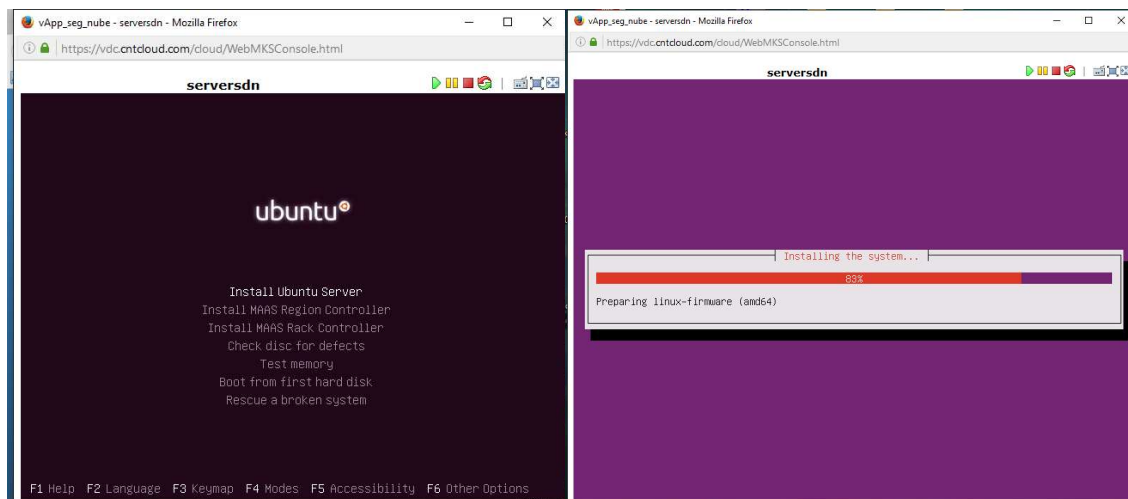 vApp_seg_nube - serversdn - Mozilla Firefox
https://vdc.cntcloud.com/cloud/WebMKSConsole.html
serversdn
ubuntu
Install Ubuntu Server
Install MAAS Region Controller
Install MAAS Rack Controller
Check disc for defects
Test memory
Boot from first hard disk
Rescue a broken system
F1 Help F2 Language F3 Keymap F4 Modes F5 Accessibility F6 Other Options
vApp_seg_nube - serversdn - Mozilla Firefox
https://vdc.cntcloud.com/cloud/WebMKSConsole.html
serversdn
Installing the system...
83%
Preparing linux-firmware (amd64)